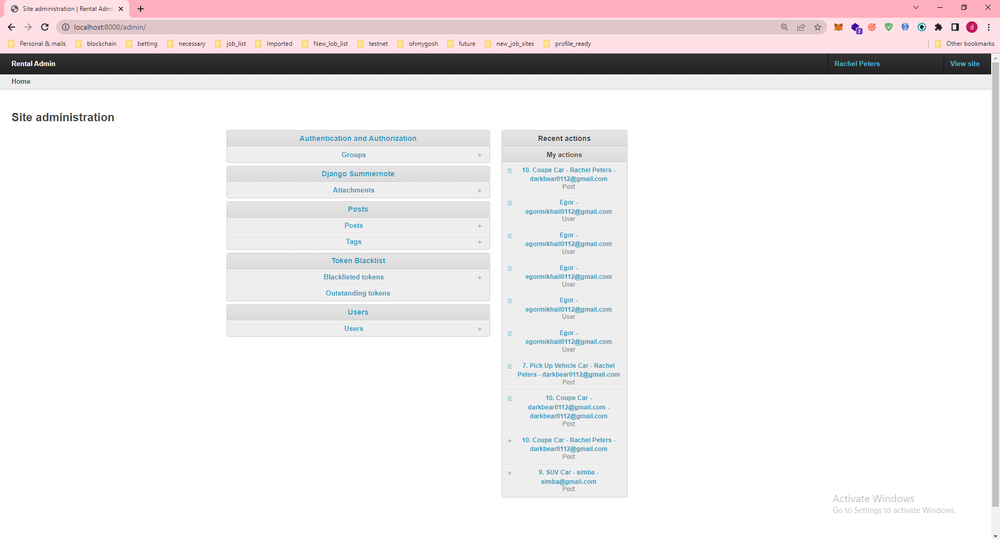 Site administration | Rental Admi
localhost:8000/admin/
7
d
Personal & mails
blockchain
betting
necessary
job_list
Imported
New_lob_list
testnet
ohmygosh
future
new_job_sites
profile_ready
Other bookmarks
Rental Admin
Rachel Peters
View site
Home
Site administration
Authentication and Authorization
Groups
Django Summernote
Attachments
Posts
Posts
Tags
Token Blacklist
Blacklisted tokens
Outstanding tokens
Users
Users
Recent actions
My actions
10. Coupe Car - Rachel Peters -
darkbear0112@gmail.com
Post
Egor -
egormikhail0112@gmail.com
User
Egor -
egormikhail0112@gmail.com
User
Egor -
egormikhail0112@gmail.com
User
Egor -
egormikhail0112@gmail.com
User
Egor -
egormikhail0112@gmail.com
User
7. Pick Up Vehicle Car - Rachel
Peters - darkbear0112@gmail.com
Post
10. Coupe Car -
darkbear0112@gmail.com -
darkbear0112@gmail.com
Post
10. Coupe Car - Rachel Peters -
darkbear0112@gmail.com
Post
9. SUV Car - simba -
simba@gmail.com
Post
Activate Windows
Go to Settings to activate Windows.